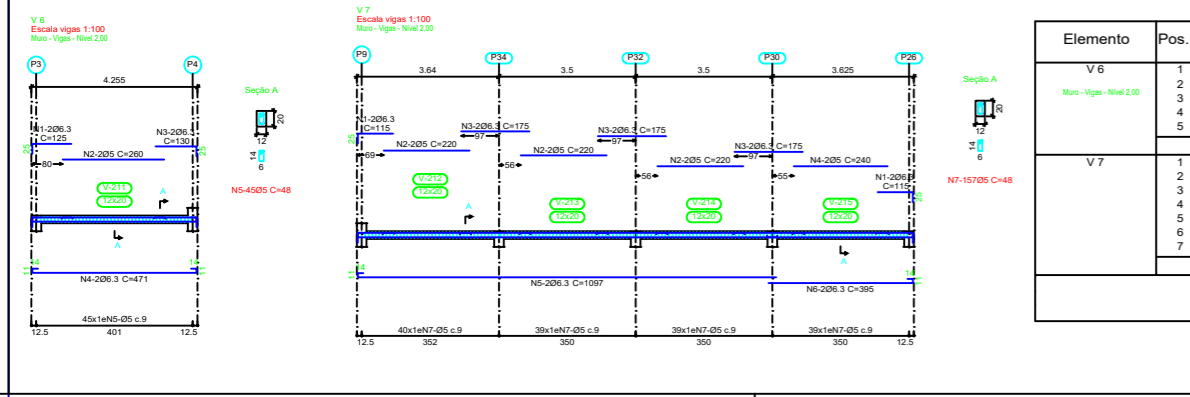 V 6
Escala vigas 1:100
Muro - Vigas - Nível 2.00
P3
P4
4.255
N1-2Ø6.3
C=125
N3-2Ø6.3
C=130
25
25
N2-2Ø5 C=260
80
V-211
12x20
A
A
14
11
14
11
N4-2Ø6.3 C=471
45x1eN5-Ø5 c.9
12.5
401
12.5
Seção A
20
12
14
6
N5-45Ø5 C=48
V 7
Escala vigas 1:100
Muro - Vigas - Nível 2.00
P9
P34
P32
P30
P26
3.64
3.5
3.5
3.625
N1-2Ø6.3
C=115
25
N3-2Ø6.3 C=175
97
N3-2Ø6.3 C=175
97
N3-2Ø6.3 C=175
97
N2-2Ø5 C=220
69
N2-2Ø5 C=220
56
N2-2Ø5 C=220
56
N4-2Ø5 C=240
55
N1-2Ø6.3
C=115
25
V-212
12x20
V-213
12x20
V-214
12x20
V-215
12x20
A
A
14
11
14
11
N5-2Ø6.3 C=1097
N6-2Ø6.3 C=395
40x1eN7-Ø5 c.9
39x1eN7-Ø5 c.9
39x1eN7-Ø5 c.9
39x1eN7-Ø5 c.9
12.5
352
350
350
350
12.5
Seção A
20
12
14
6
N7-157Ø5 C=48
Elemento
Pos.
V 6
Muro - Vigas - Nível 2.00
1
2
3
4
5
V 7
1
2
3
4
5
6
7